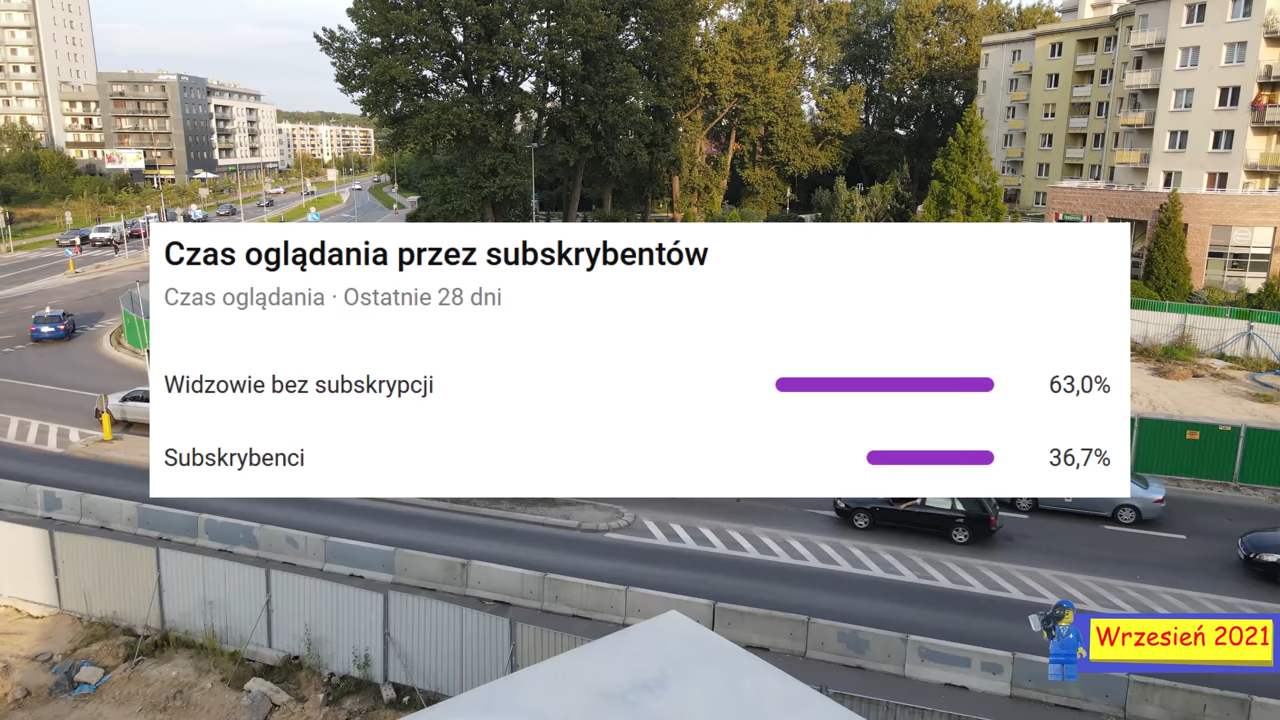 Czas oglądania przez subskrybentów
Czas oglądania · Ostatnie 28 dni
Widzowie bez subskrypcji 63,0%
Subskrybenci 36,7%
Wrzesień 2021